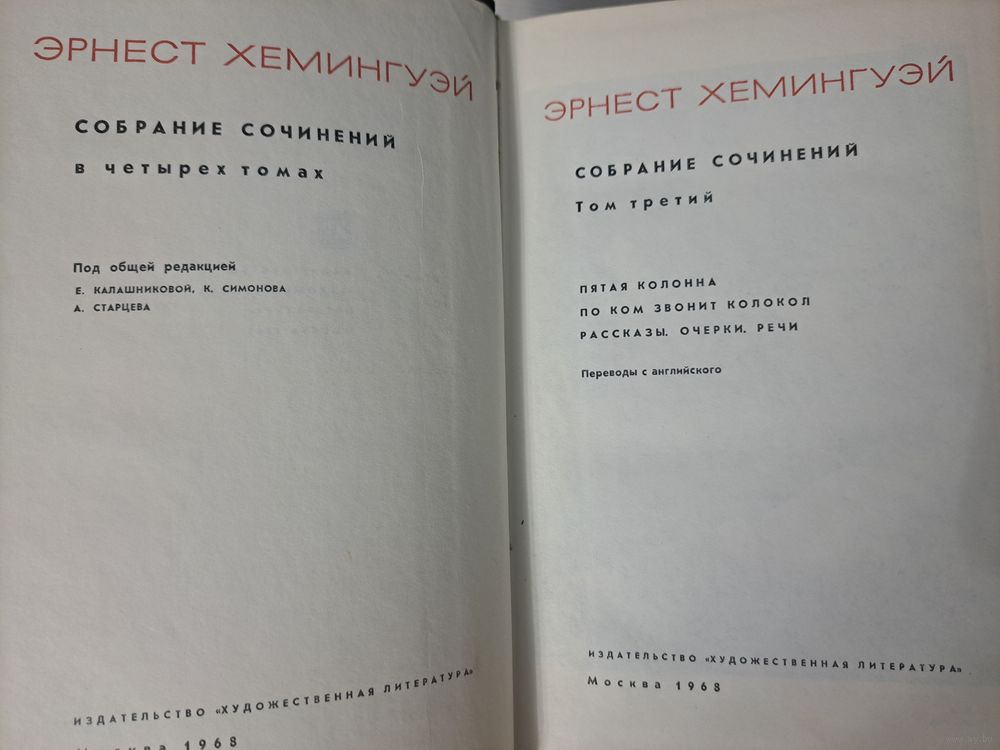 ЭРНЕСТ ХЕМИНГУЭЙ
СОБРАНИЕ СОЧИНЕНИЙ
в четырех томах
Под общей редакцией
Е. КАЛАШНИКОВОЙ, К. СИМОНОВА
А. СТАРЦЕВА
ИЗДАТЕЛЬСТВО «ХУДОЖЕСТВЕННАЯ ЛИТЕРАТУРА»
Москва 1968
ЭРНЕСТ ХЕМИНГУЭЙ
СОБРАНИЕ СОЧИНЕНИЙ
Том третий
ПЯТАЯ КОЛОННА
ПО КОМ ЗВОНИТ КОЛОКОЛ
РАССКАЗЫ. ОЧЕРКИ. РЕЧИ
Переводы с английского
ИЗДАТЕЛЬСТВО «ХУДОЖЕСТВЕННАЯ ЛИТЕРАТУРА»
Москва 1968